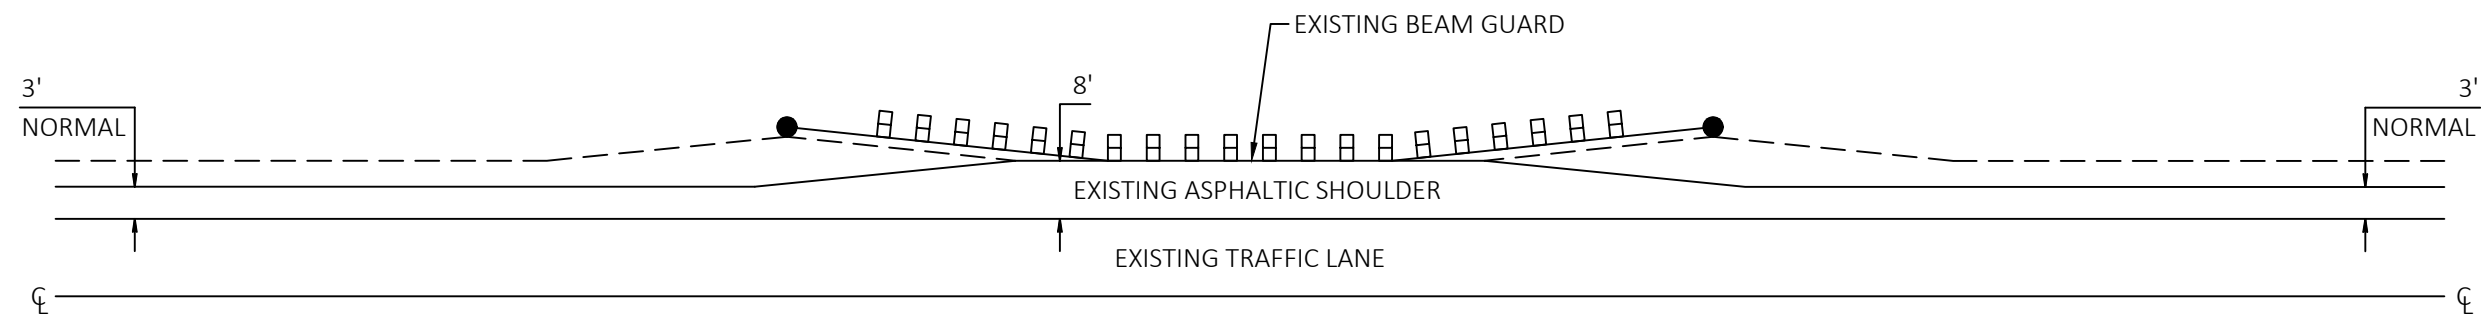 EXISTING BEAM GUARD
3'
NORMAL
8'
3'
NORMAL
EXISTING ASPHALTIC SHOULDER
EXISTING TRAFFIC LANE
℄
℄